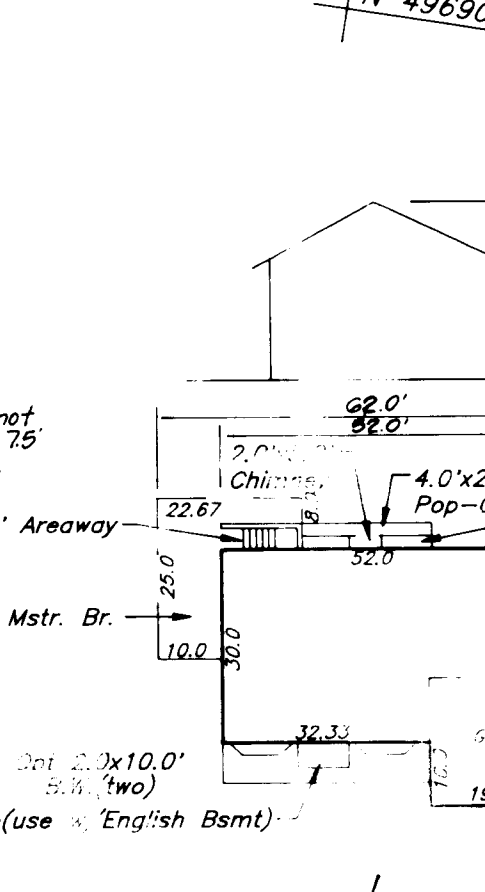 N 49690
not
7.5'
62.0'
52.0'
Chimney
4.0'x2
Pop-
22.67
' Areaway
52.0
25.0'
Mstr. Br.
10.0
30.0
32.33
Opt 2.0x10.0'
B.W. (two)
(use w/ English Bsmt)